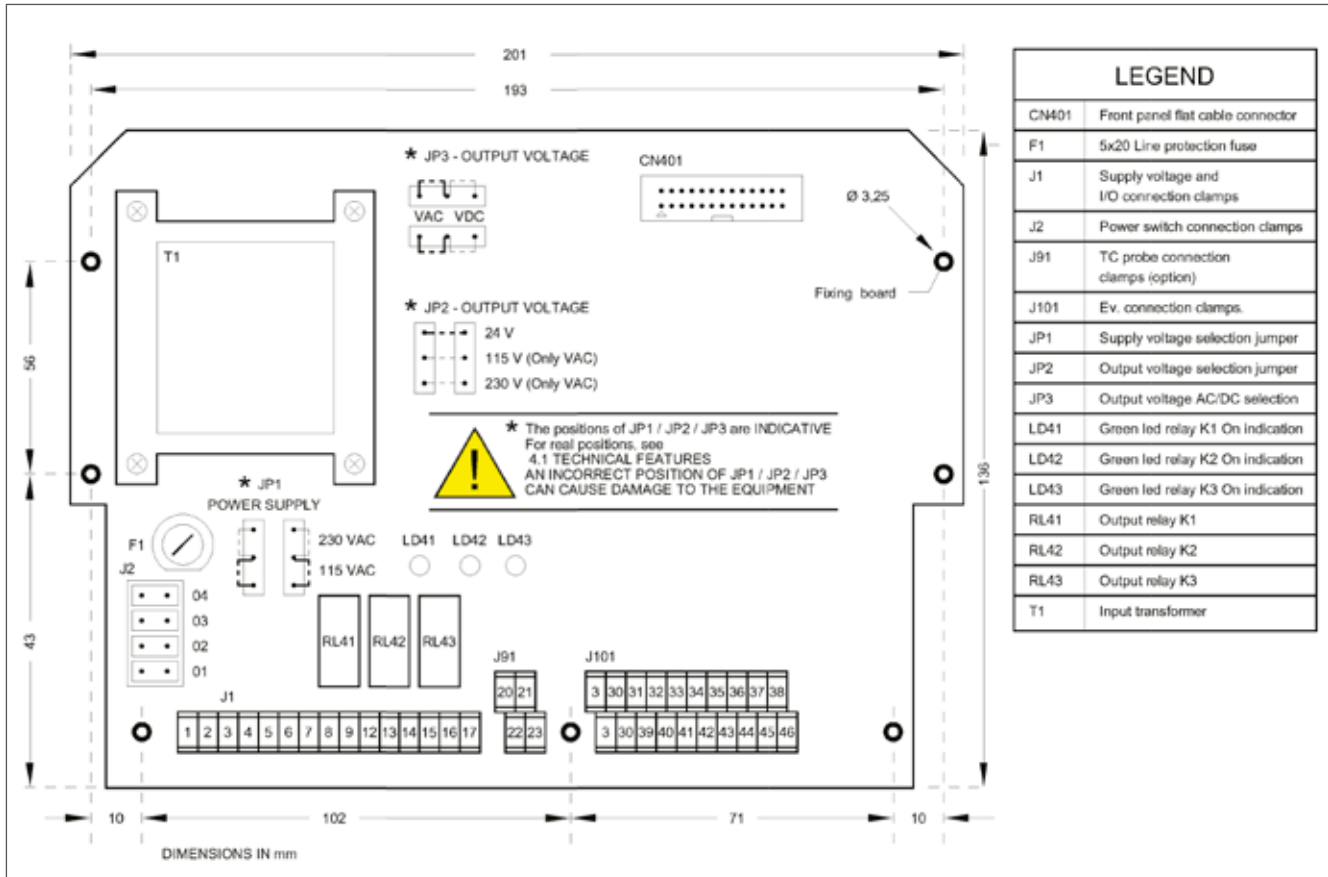 201
193
* JP3 - OUTPUT VOLTAGE
VAC VDC
CN401
Ø 3,25
Fixing board
T1
* JP2 - OUTPUT VOLTAGE
24 V
115 V (Only VAC)
230 V (Only VAC)
56
* The positions of JP1 / JP2 / JP3 are INDICATIVE
For real positions, see
4.1 TECHNICAL FEATURES
AN INCORRECT POSITION OF JP1 / JP2 / JP3
CAN CAUSE DAMAGE TO THE EQUIPMENT
!
136
* JP1
POWER SUPPLY
230 VAC
115 VAC
F1
LD41 LD42 LD43
J2
04
03
02
01
43
RL41 RL42 RL43
J1
1 2 3 4 5 6 7 8 9 12 13 14 15 16 17
J91
20 21
22 23
J101
3 30 31 32 33 34 35 36 37 38
3 30 39 40 41 42 43 44 45 46
10 102 71 10
DIMENSIONS IN mm
LEGEND
CN401 Front panel flat cable connector
F1 5x20 Line protection fuse
J1 Supply voltage and
I/O connection clamps
J2 Power switch connection clamps
J91 TC probe connection
clamps (option)
J101 Ev. connection clamps.
JP1 Supply voltage selection jumper
JP2 Output voltage selection jumper
JP3 Output voltage AC/DC selection
LD41 Green led relay K1 On indication
LD42 Green led relay K2 On indication
LD43 Green led relay K3 On indication
RL41 Output relay K1
RL42 Output relay K2
RL43 Output relay K3
T1 Input transformer